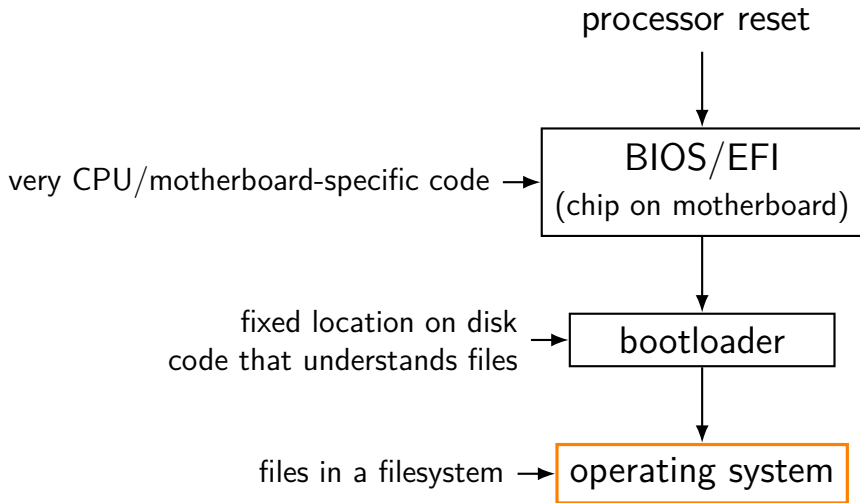 processor reset
BIOS/EFI
(chip on motherboard)
very CPU/motherboard-specific code
bootloader
fixed location on disk
code that understands files
operating system
files in a filesystem